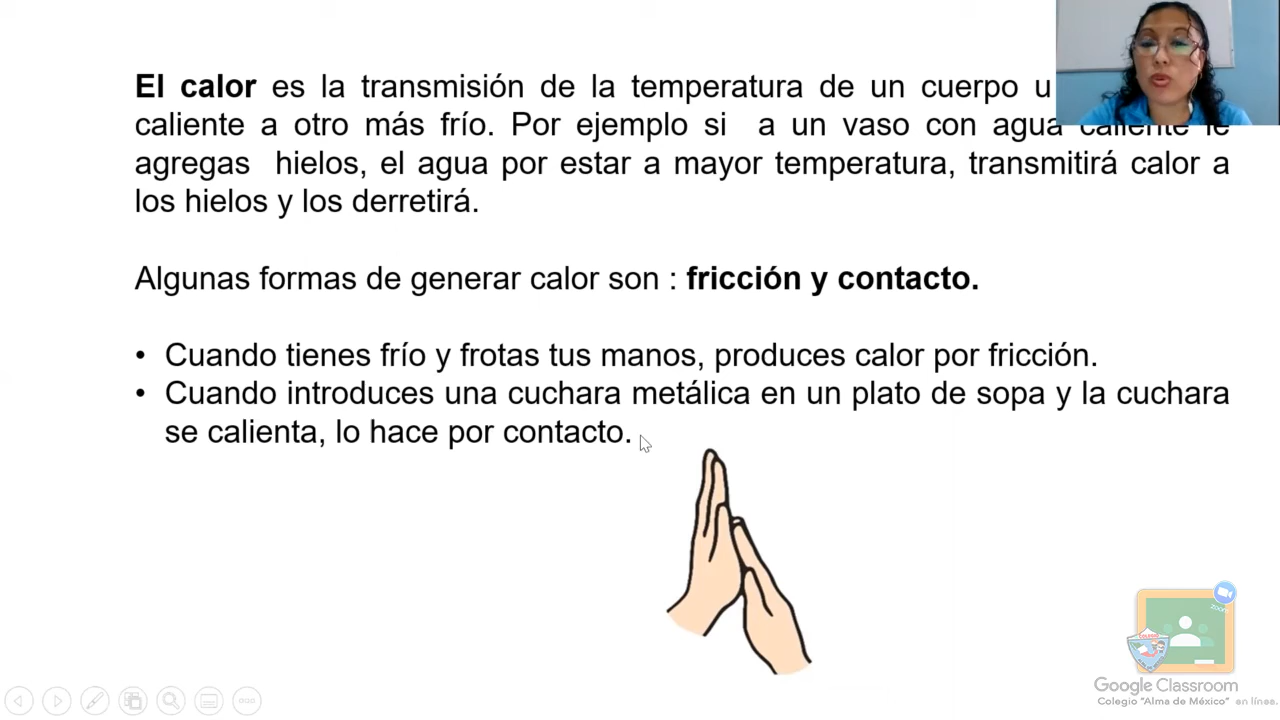 El calor es la transmisión de la temperatura de un cuerpo u
caliente a otro más frío. Por ejemplo si a un vaso con agua caliente le
agregas hielos, el agua por estar a mayor temperatura, transmitirá calor a
los hielos y los derretirá.
Algunas formas de generar calor son : fricción y contacto.
• Cuando tienes frío y frotas tus manos, produces calor por fricción.
• Cuando introduces una cuchara metálica en un plato de sopa y la cuchara
se calienta, lo hace por contacto.
zoom
COLEGIO
Google Classroom
Colegio "Alma de México" en línea.